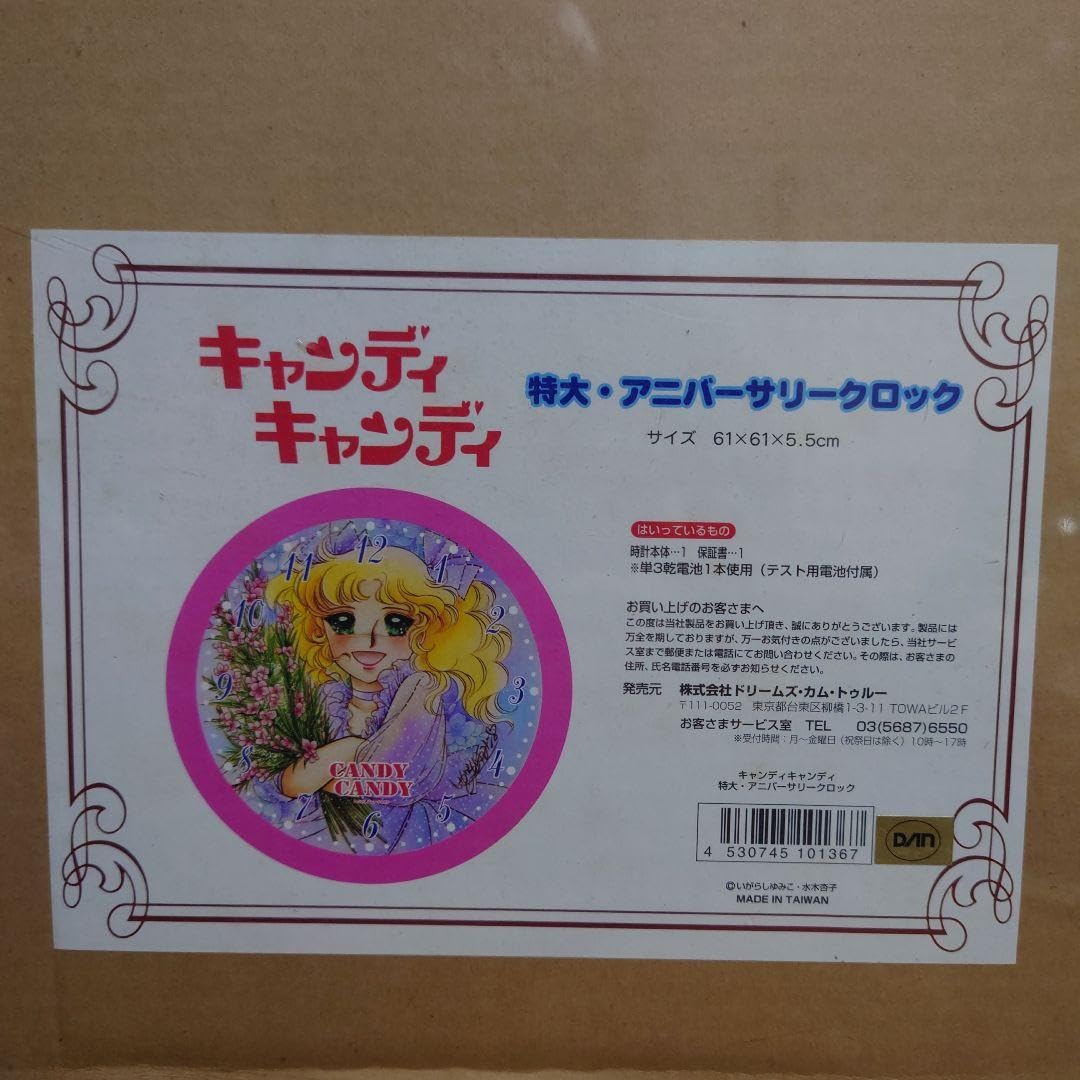 キャンディ
キャンディ
特大・アニバーサリークロック
サイズ 61×61×5.5cm
はいっているもの
時計本体…1 保証書…1
※単3乾電池1本使用（テスト用電池付属）
お買い上げのお客さまへ
この度は当社製品をお買い上げ頂き、誠にありがとうございます。製品には
万全を期しておりますが、万一お気付きの点がございましたら、当社サービ
ス室まで郵便または電話にてお問い合わせください。その際は、お客さまの
住所、氏名電話番号を必ずお知らせください。
発売元 株式会社ドリームズ・カム・トゥルー
〒111-0052 東京都台東区柳橋1-3-11 TOWAビル2F
お客さまサービス室 TEL 03(5687)6550
※受付時間：月〜金曜日（祝祭日は除く）10時〜17時
キャンディキャンディ
特大・アニバーサリークロック
4 530745 101367
DAN
©いがらしゆみこ・水木杏子
MADE IN TAIWAN
12
1
2
3
4
5
6
7
8
9
10
11
CANDY
CANDY